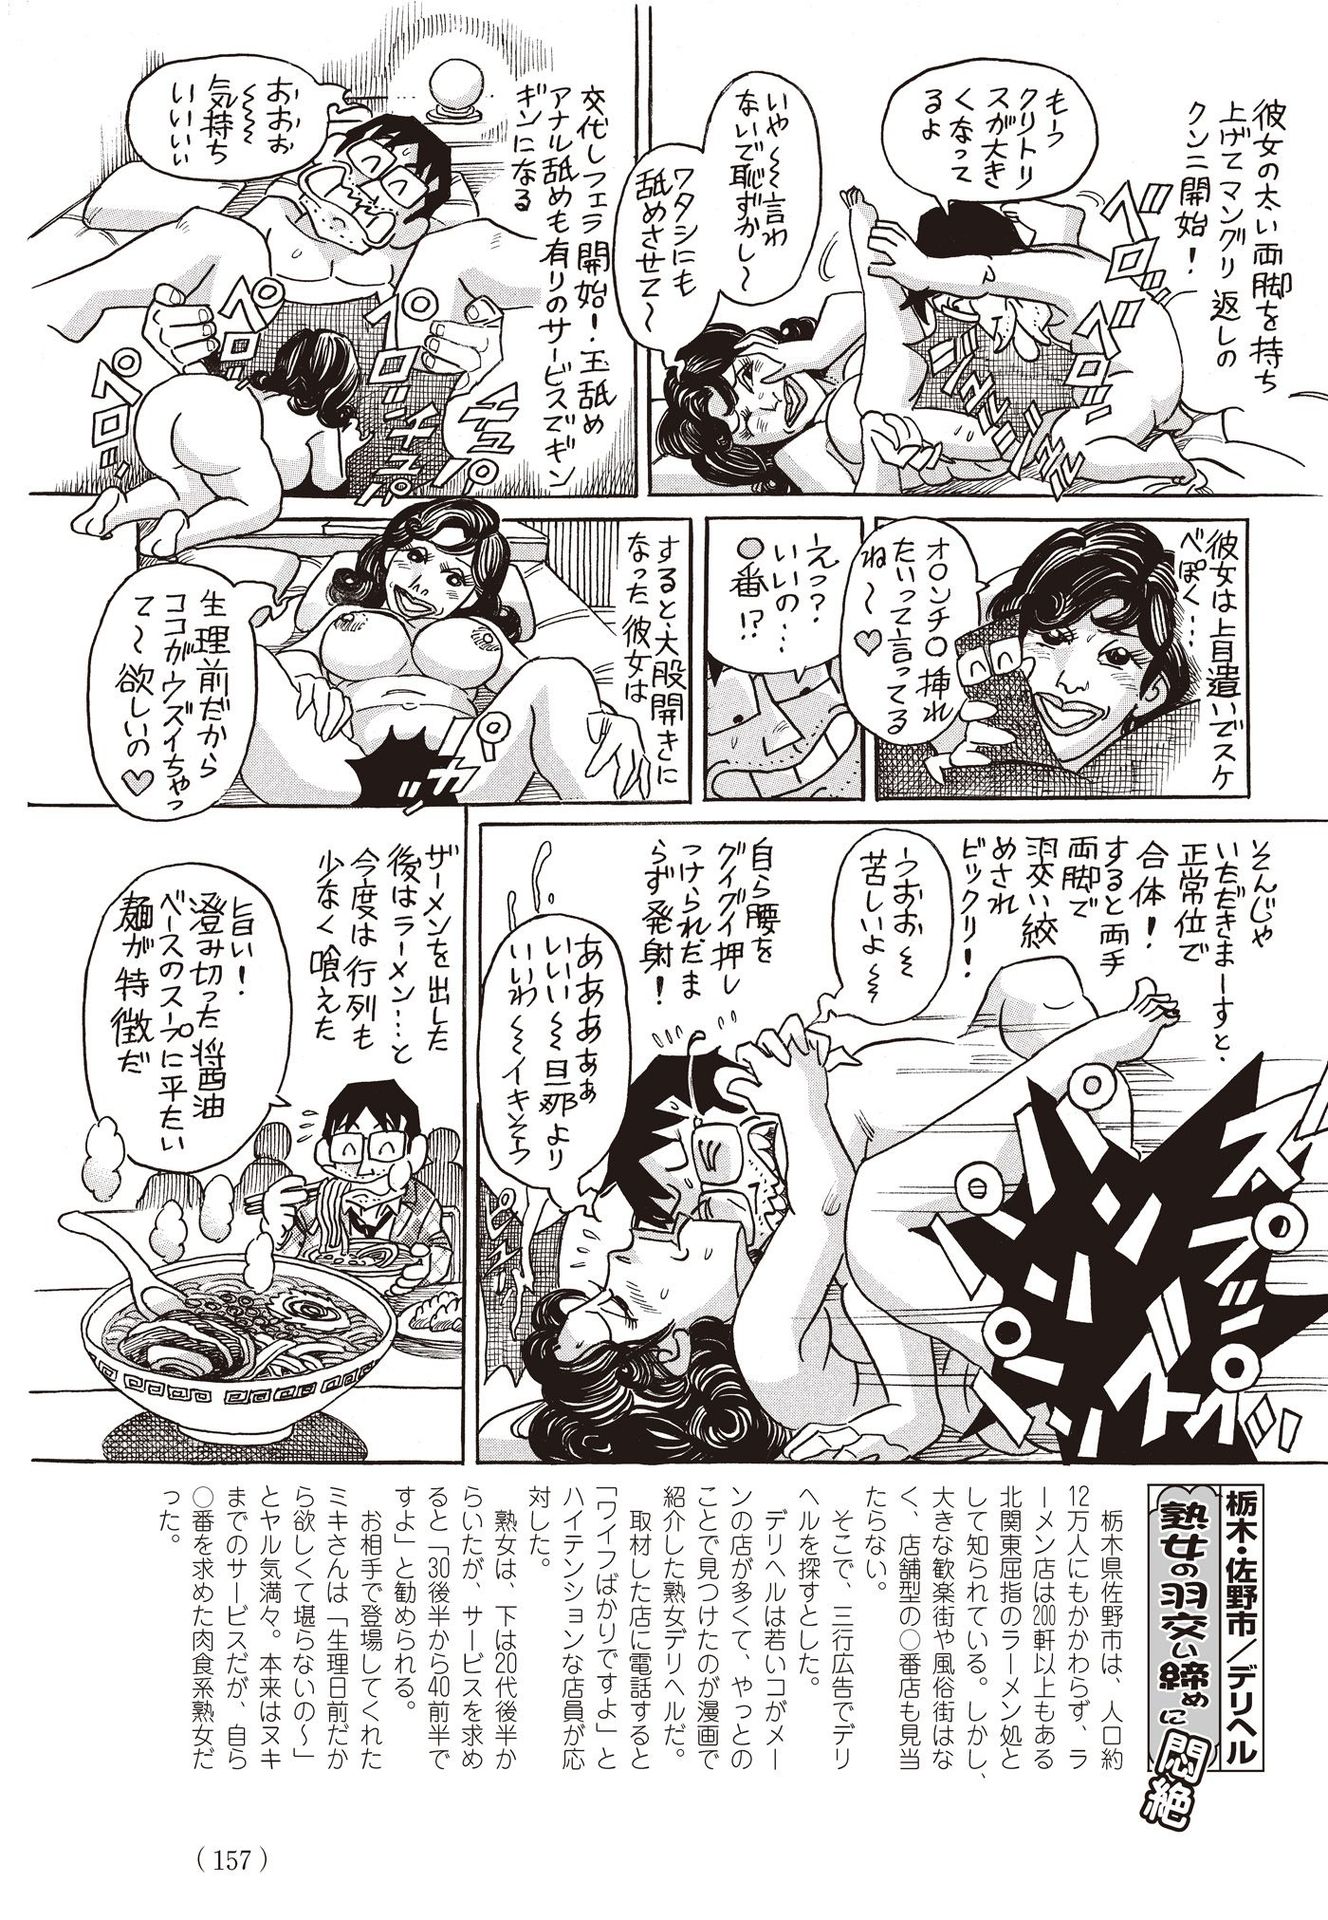 彼女の太い両脚を持ち
上げてマングリ返しの
クンニ開始！
もーっ
クリトリ
スが大き
くなって
るよ
いや〜〜言わ
ないで恥ずかし〜
ワタシにも
舐めさせて〜
交代しフェラ開始！玉舐め
アナル舐めも有りのサービスでギン
ギンになる
おおぉ
〜〜〜
気持ち
いいいぃ
彼女は上目遣いでスケ
べぽく…
オ〇ンチ〇挿れ
たいって言ってる
ね〜♡
えっ？
いいの…
〇番!?
すると大股開きに
なった彼女は
パカッ
生理前だから
ココがウズイちゃっ
て〜欲しいの♡
そんじゃ
いただきまーすと、
正常位で
合体！
すると両手
両脚で
羽交い絞
めされ
ビックリ！
うおお〜
苦しいよ〜〜
自ら腰を
グイグイ押し
つけられたま
らず発射！
ああああぁぁ
いいい〜旦那より
いいわ〜〜イキそう
ザーメンを出した
後はラーメン…と
今度は行列も
少なく喰えた
旨い！
澄み切った醤油
ベースのスープに平たい
麺が特徴だ
栃木・佐野市／デリヘル
熟女の羽交い締めに悶絶
栃木県佐野市は、人口約
12万人にもかかわらず、ラ
ーメン店は200軒以上もある
北関東屈指のラーメン処と
して知られている。しかし、
大きな歓楽街や風俗街はな
く、店舗型の〇番店も見当
たらない。
そこで、三行広告でデリ
ヘルを探すとした。
デリヘルは若いコがメー
ンの店が多くて、やっとの
ことで見つけたのが漫画で
紹介した熟女デリヘルだ。
取材した店に電話すると
「ワイフばかりですよ」と
ハイテンションな店員が応
対した。
熟女は、下は20代後半か
らいたが、サービスを求め
ると「30後半から40前半で
すよ」と勧められる。
お相手で登場してくれた
ミキさんは「生理日前だか
ら欲しくて堪らないの〜」
とヤル気満々。本来はヌキ
までのサービスだが、自ら
〇番を求めた肉食系熟女だ
った。
（157）